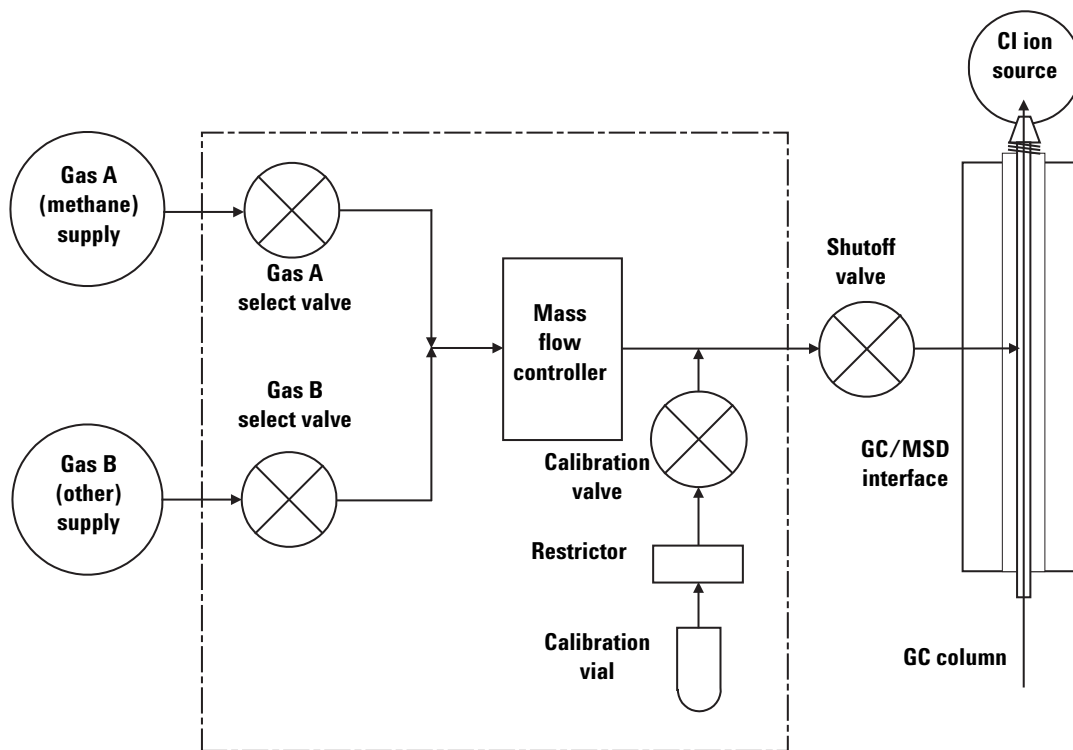 CI ion
source
Gas A
(methane)
supply
Gas A
select valve
Shutoff
valve
Mass
flow
controller
Gas B
select valve
Gas B
(other)
supply
Calibration
valve
GC/MSD
interface
Restrictor
Calibration
vial
GC column